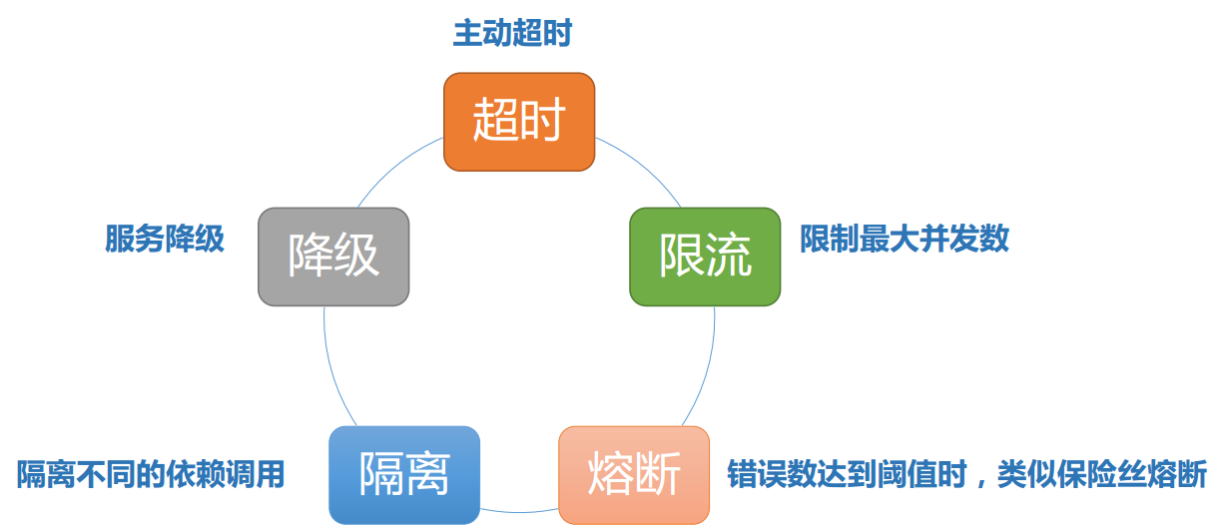 主动超时
超时
服务降级
降级
限流
限制最大并发数
隔离不同的依赖调用
隔离
熔断
错误数达到阈值时，类似保险丝熔断